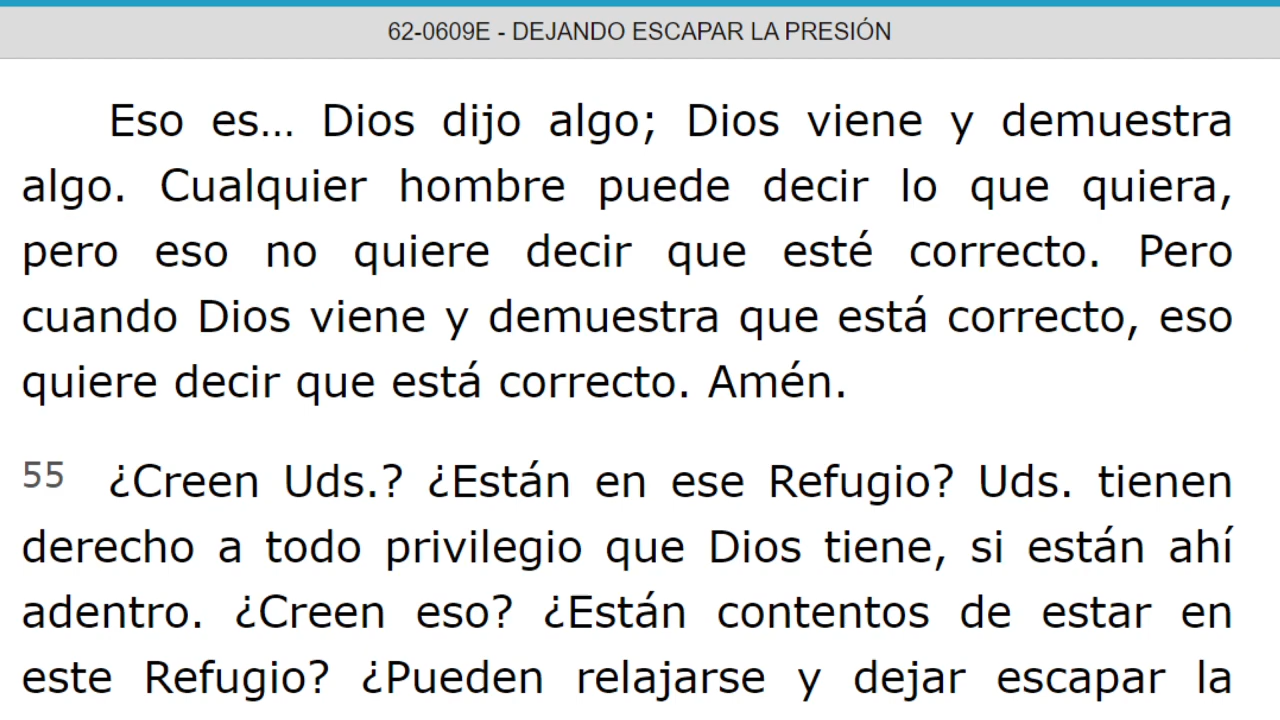 62-0609E - DEJANDO ESCAPAR LA PRESIÓN
Eso es... Dios dijo algo; Dios viene y demuestra
algo. Cualquier hombre puede decir lo que quiera,
pero eso no quiere decir que esté correcto. Pero
cuando Dios viene y demuestra que está correcto, eso
quiere decir que está correcto. Amén.
55 ¿Creen Uds.? ¿Están en ese Refugio? Uds. tienen
derecho a todo privilegio que Dios tiene, si están ahí
adentro. ¿Creen eso? ¿Están contentos de estar en
este Refugio? ¿Pueden relajarse y dejar escapar la